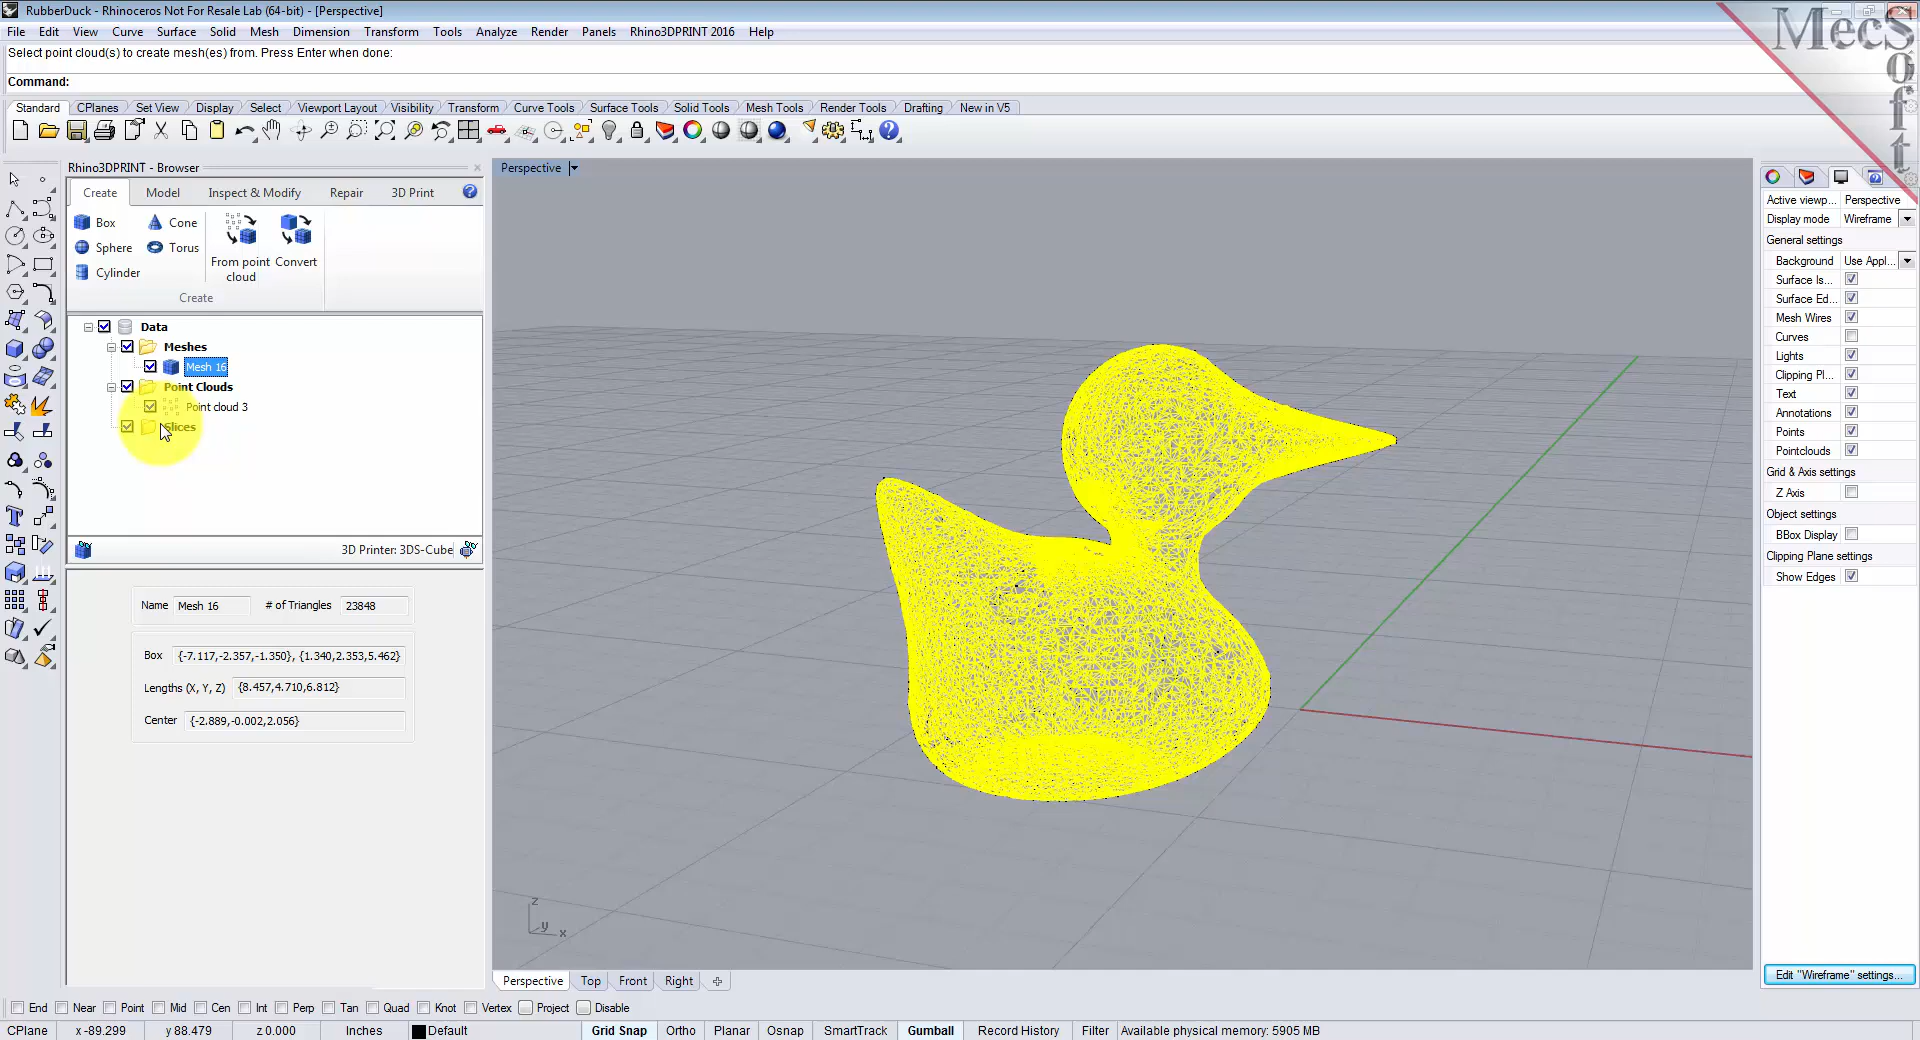 RubberDuck - Rhinoceros Not For Resale Lab (64-bit) - [Perspective]
File Edit View Curve Surface Solid Mesh Dimension Transform Tools Analyze Render Panels Rhino3DPRINT 2016 Help
Select point cloud(s) to create mesh(es) from. Press Enter when done:
Command:
Standard CPlanes Set View Display Select Viewport Layout Visibility Transform Curve Tools Surface Tools Solid Tools Mesh Tools Render Tools Drafting New in V5
MecSoft
Rhino3DPRINT - Browser
Create Model Inspect & Modify Repair 3D Print
Box Cone
Sphere Torus
Cylinder
From point cloud
Convert
Create
Data
Meshes
Mesh 16
Point Clouds
Point cloud 3
Slices
3D Printer: 3DS-Cube
Name Mesh 16 # of Triangles 23848
Box {-7.117,-2.357,-1.350}, {1.340,2.353,5.462}
Lengths (X, Y, Z) {8.457,4.710,6.812}
Center {-2.889,-0.002,2.056}
Perspective
z
y x
Perspective Top Front Right
Active viewp... Perspective
Display mode Wireframe
General settings
Background Use Appl...
Surface Is...
Surface Ed...
Mesh Wires
Curves
Lights
Clipping Pl...
Text
Annotations
Points
Pointclouds
Grid & Axis settings
Z Axis
Object settings
BBox Display
Clipping Plane settings
Show Edges
Edit "Wireframe" settings...
End Near Point Mid Cen Int Perp Tan Quad Knot Vertex Project Disable
CPlane x -89.299 y 88.479 z 0.000 Inches Default Grid Snap Ortho Planar Osnap SmartTrack Gumball Record History Filter Available physical memory: 5905 MB